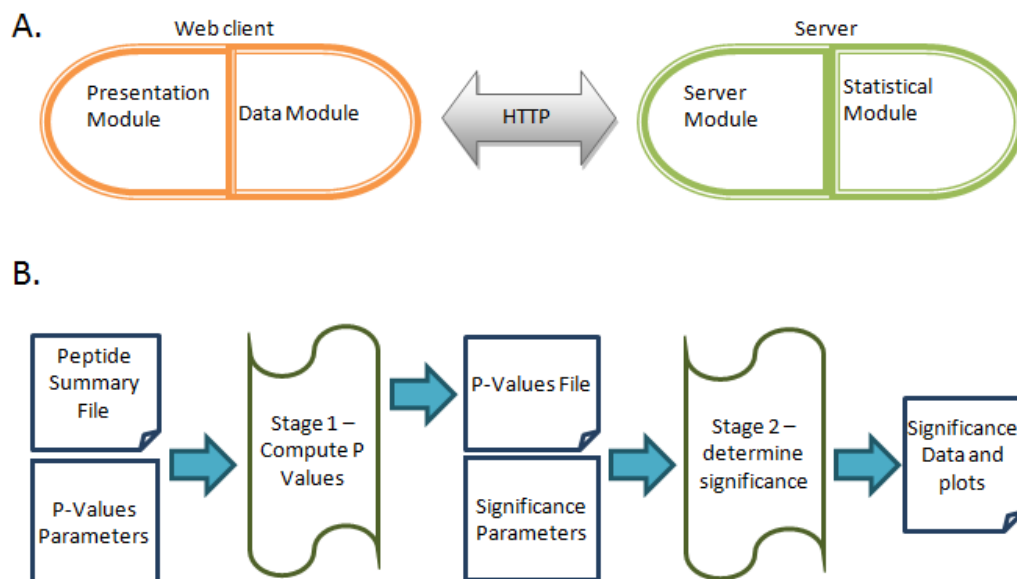 A.
Web client
Server
Presentation
Module
Data Module
HTTP
Server
Module
Statistical
Module
B.
Peptide
Summary
File
P-Values
Parameters
Stage 1 –
Compute P
Values
P-Values File
Significance
Parameters
Stage 2 –
determine
significance
Significance
Data and
plots